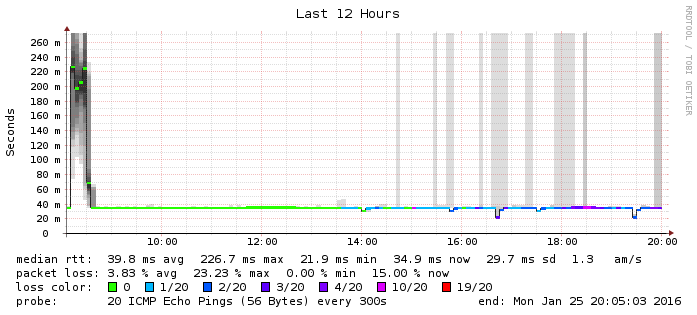 Last 12 Hours
RRDTOOL / TOBI OETIKER
Seconds
260 m
240 m
220 m
200 m
180 m
160 m
140 m
120 m
100 m
80 m
60 m
40 m
20 m
0
10:00 12:00 14:00 16:00 18:00 20:00
median rtt: 39.8 ms avg 226.7 ms max 21.9 ms min 34.9 ms now 29.7 ms sd 1.3 am/s
packet loss: 3.83 % avg 23.23 % max 0.00 % min 15.00 % now
loss color: 0 1/20 2/20 3/20 4/20 10/20 19/20
probe: 20 ICMP Echo Pings (56 Bytes) every 300s end: Mon Jan 25 20:05:03 2016